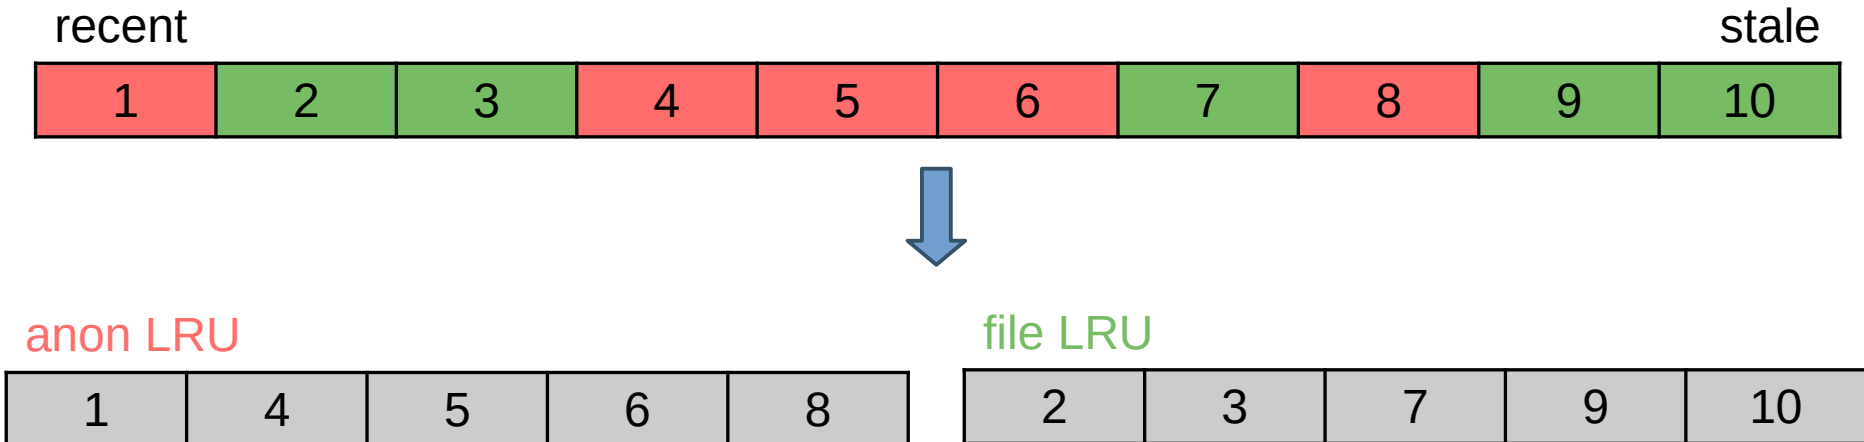 recent stale
1 2 3 4 5 6 7 8 9 10
anon LRU file LRU
1 4 5 6 8 2 3 7 9 10